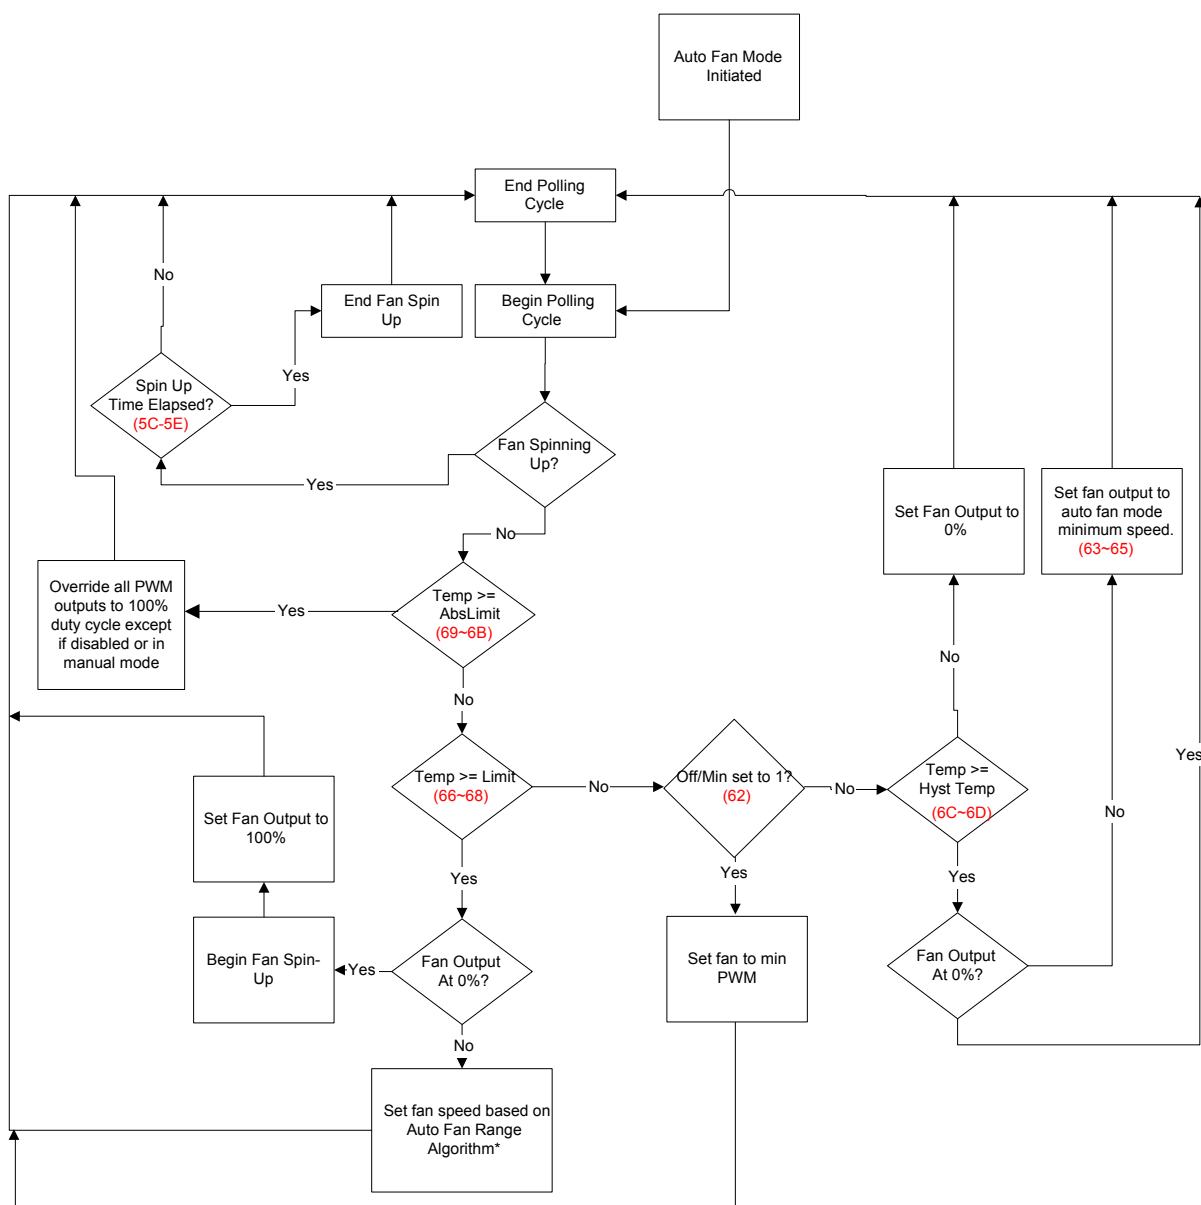 Auto Fan Mode
Initiated
End Polling
Cycle
No
End Fan Spin
Up
Begin Polling
Cycle
No
Yes
Spin Up
Time Elapsed?
(5C-5E)
Fan Spinning
Up?
Yes
Set Fan Output to
0%
Set fan output to
auto fan mode
minimum speed.
(63~65)
No
Override all PWM
outputs to 100%
duty cycle except
if disabled or in
manual mode
Yes
Temp >=
AbsLimit
(69~6B)
No
No
Yes
Temp >= Limit
(66~68)
No
Off/Min set to 1?
(62)
No
Temp >=
Hyst Temp
(6C~6D)
No
Set Fan Output to
100%
Yes
Yes
Yes
Begin Fan Spin-
Up
Yes
Fan Output
At 0%?
Set fan to min
PWM
Fan Output
At 0%?
No
Set fan speed based on
Auto Fan Range
Algorithm*